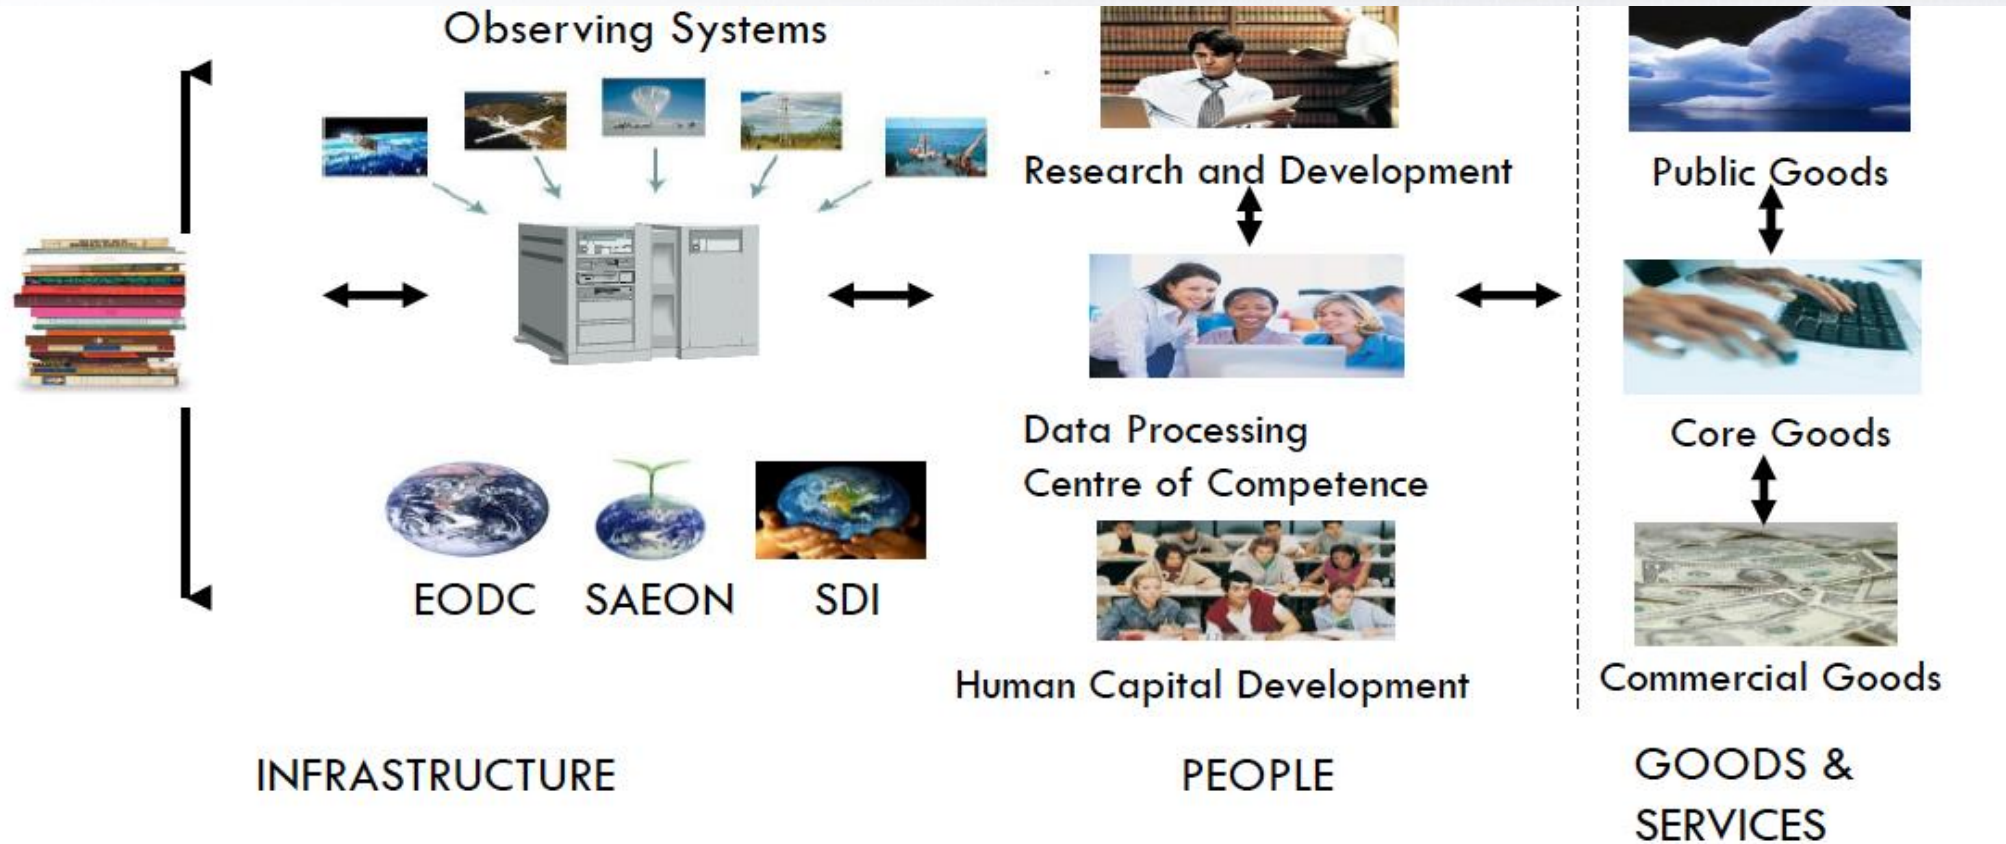 Observing Systems
EODC
SAEON
SDI
INFRASTRUCTURE
Research and Development
Data Processing
Centre of Competence
Human Capital Development
PEOPLE
Public Goods
Core Goods
Commercial Goods
GOODS &
SERVICES